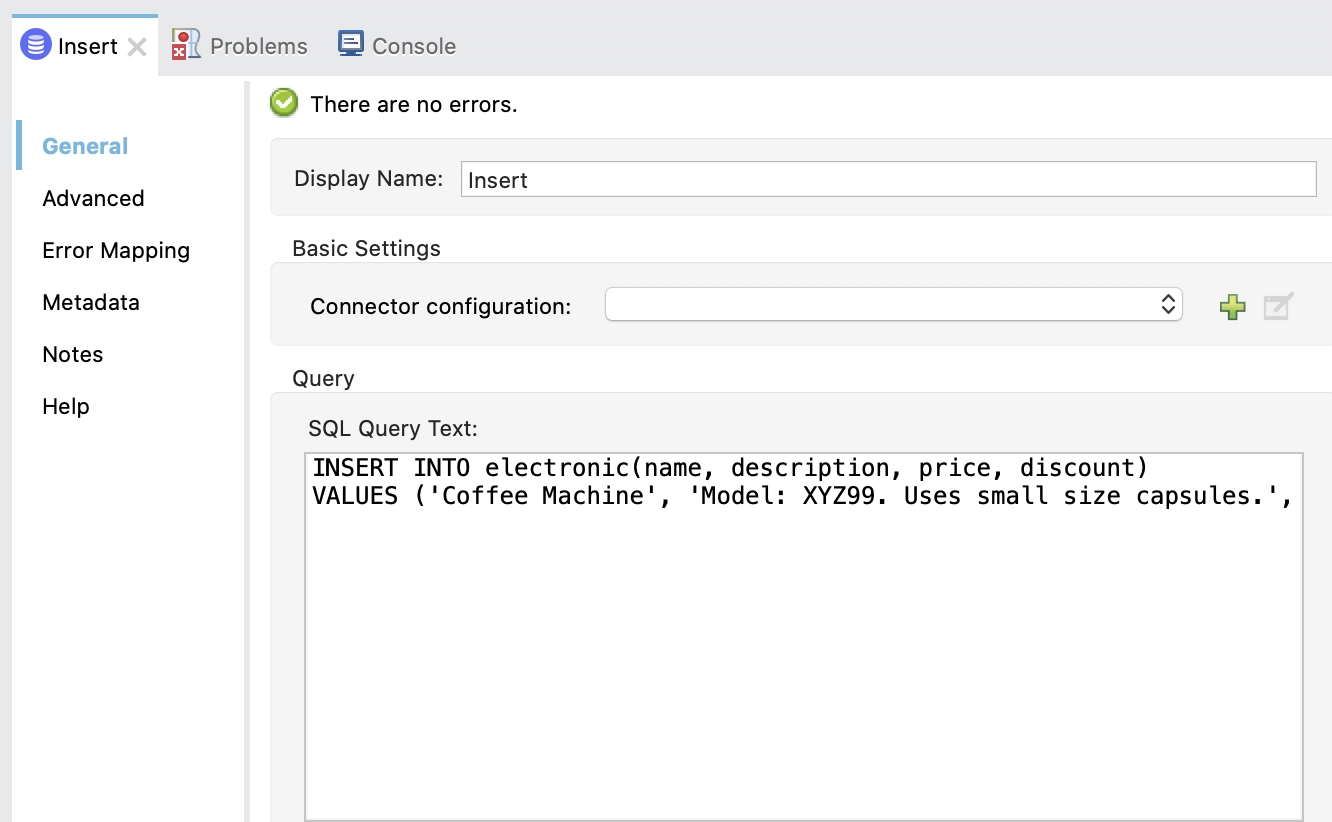 Insert
Problems
Console
There are no errors.
General
Advanced
Error Mapping
Metadata
Notes
Help
Display Name:
Insert
Basic Settings
Connector configuration:
Query
SQL Query Text:
INSERT INTO electronic(name, description, price, discount)
VALUES ('Coffee Machine', 'Model: XYZ99. Uses small size capsules.',